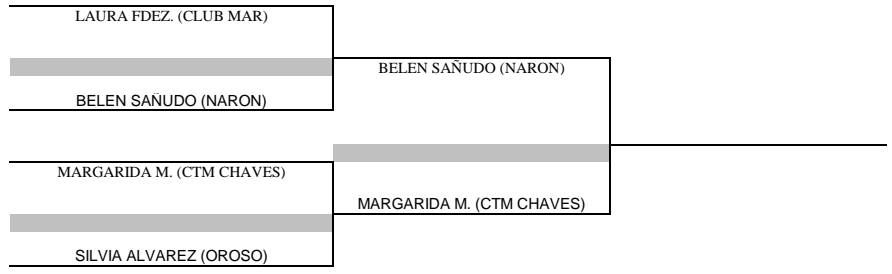 LAURA FDEZ. (CLUB MAR)
BELEN SAÑUDO (NARON)
BELEN SAÑUDO (NARON)
MARGARIDA M. (CTM CHAVES)
MARGARIDA M. (CTM CHAVES)
SILVIA ALVAREZ (OROSO)